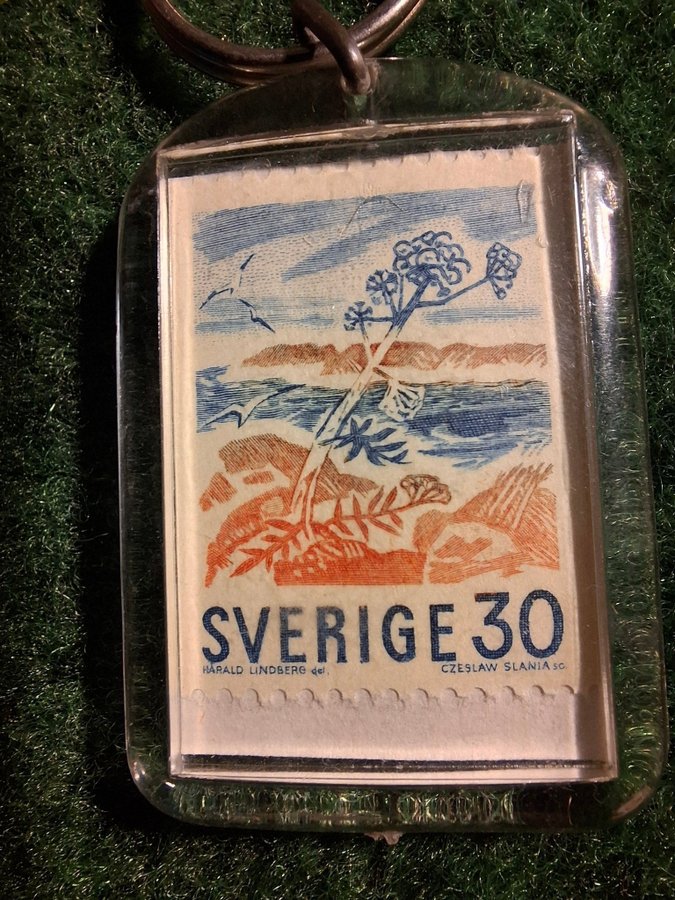 SVERIGE 30
HARALD LINDBERG del. CZESLAW SLANIA sc.